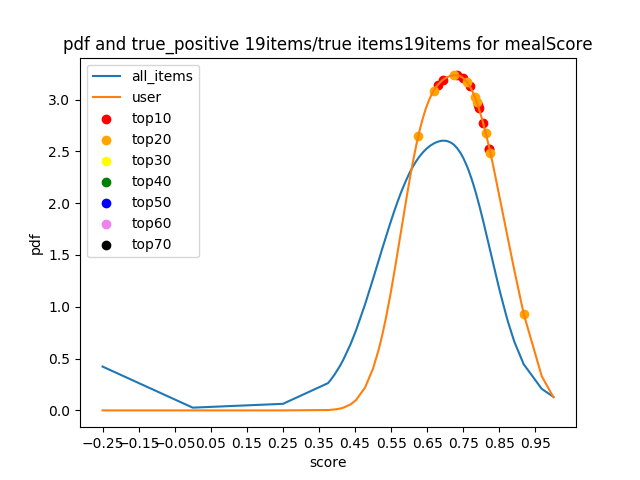 pdf and true_positive 19items/true items19items for mealScore
all_items
user
top10
top20
top30
top40
top50
top60
top70
pdf
3.0
2.5
2.0
1.5
1.0
0.5
0.0
−0.25 −0.15 −0.05 0.05 0.15 0.25 0.35 0.45 0.55 0.65 0.75 0.85 0.95
score